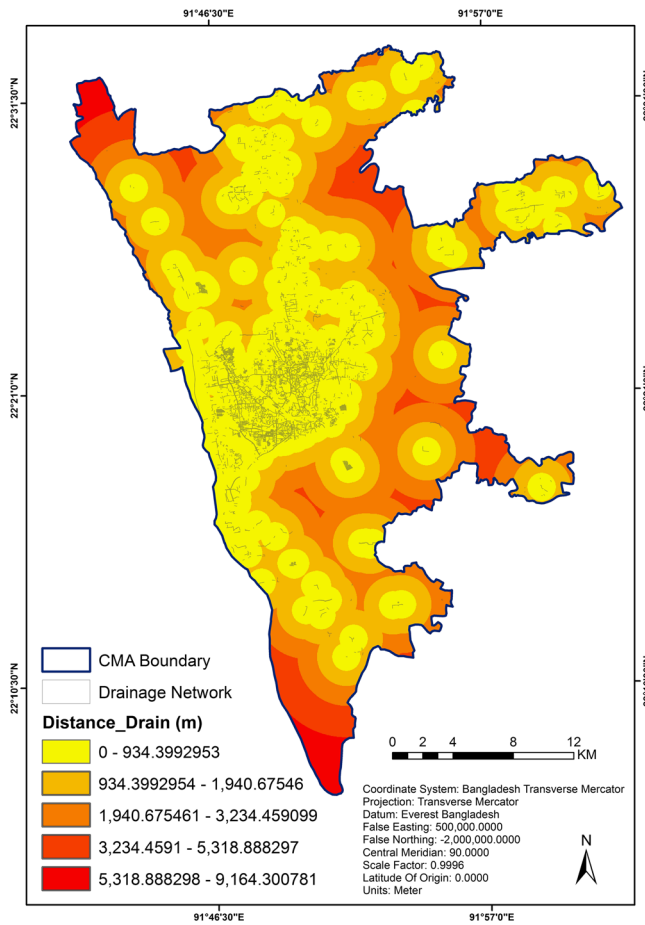 91°46'30"E
91°57'0"E
22°31'30"N
22°21'0"N
22°10'30"N
CMA Boundary
Drainage Network
Distance_Drain (m)
0 - 934.3992953
934.3992954 - 1,940.67546
1,940.675461 - 3,234.459099
3,234.4591 - 5,318.888297
5,318.888298 - 9,164.300781
0 2 4 8 12
KM
Coordinate System: Bangladesh Transverse Mercator
Projection: Transverse Mercator
Datum: Everest Bangladesh
False Easting: 500,000.0000
False Northing: -2,000,000.0000
Central Meridian: 90.0000
Scale Factor: 0.9996
Latitude Of Origin: 0.0000
Units: Meter
N
91°46'30"E
91°57'0"E